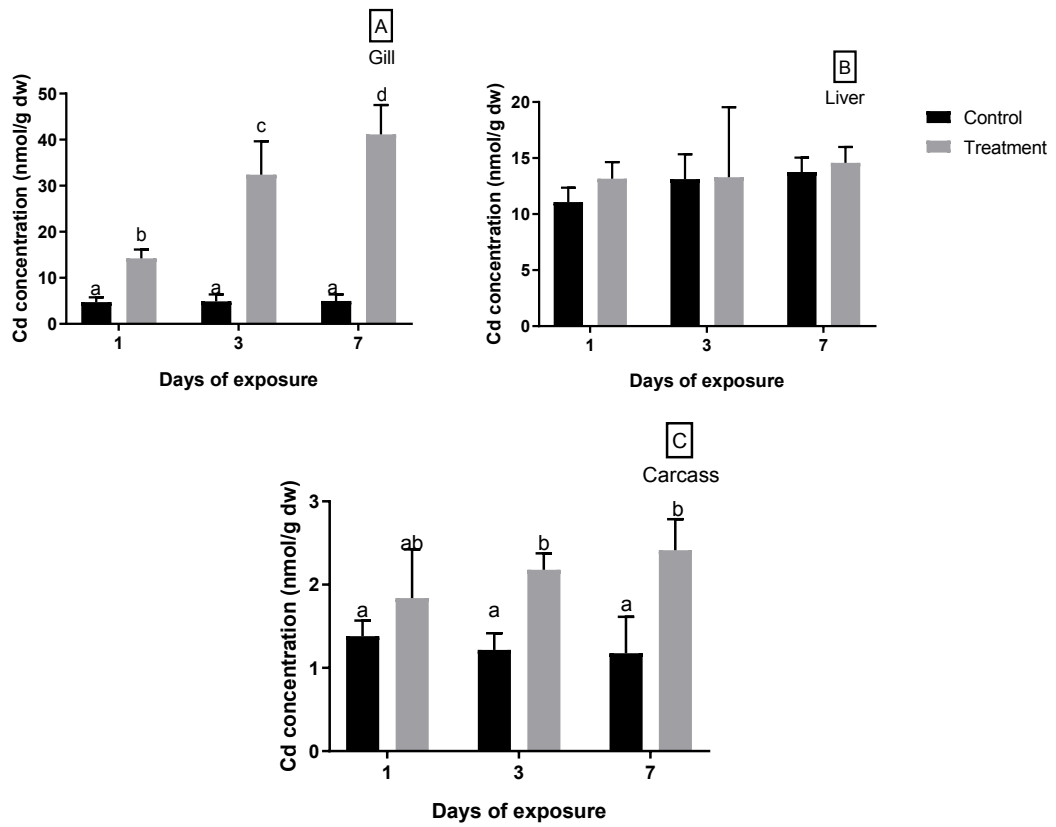 A
Gill
Cd concentration (nmol/g dw)
50
40
30
20
10
0
a
b
a
c
a
d
1
3
7
Days of exposure
B
Liver
Cd concentration (nmol/g dw)
20
15
10
5
0
1
3
7
Days of exposure
Control
Treatment
C
Carcass
Cd concentration (nmol/g dw)
3
2
1
0
a
ab
a
b
a
b
1
3
7
Days of exposure